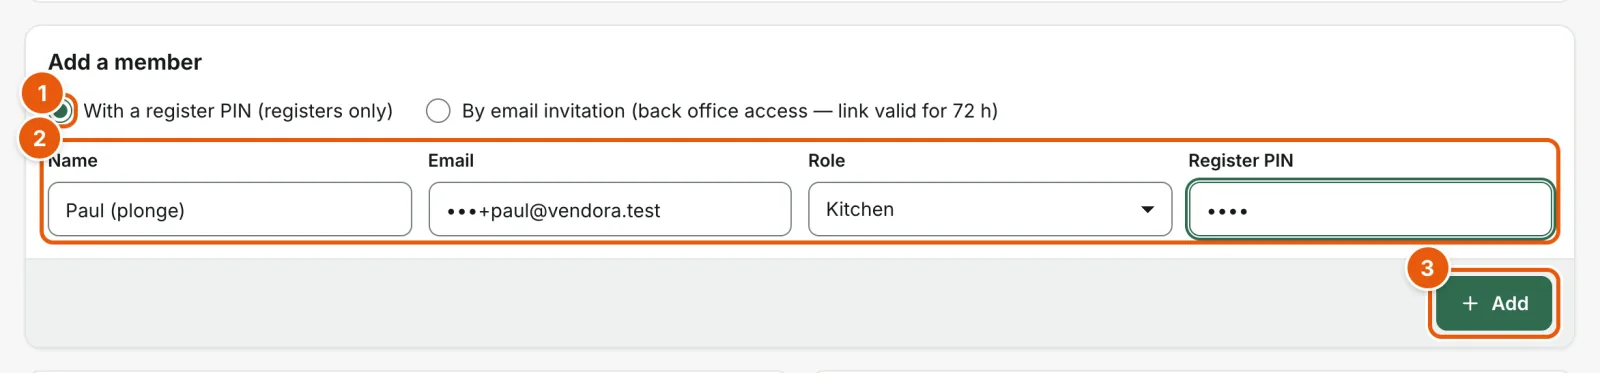 Add a member
1
With a register PIN (registers only)
By email invitation (back office access — link valid for 72 h)
2
Name
Email
Role
Register PIN
Paul (plonge)
•••+paul@vendora.test
Kitchen
••••
3
+ Add